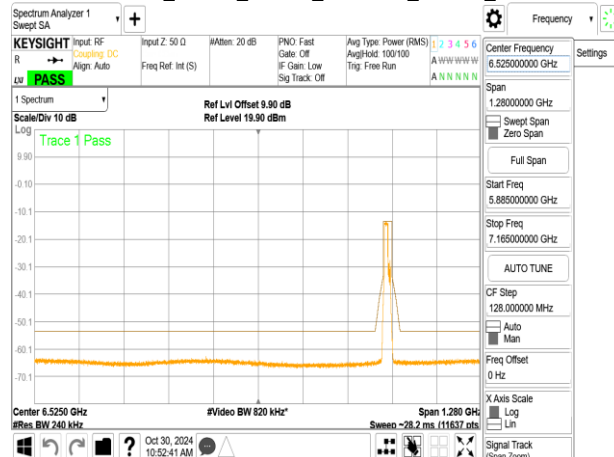 Spectrum Analyzer 1
Swept SA
+
Frequency
KEYSIGHT
R
LXI
PASS
Input: RF
Coupling: DC
Align: Auto
Input Z: 50 Ω
Freq Ref: Int (S)
#Atten: 20 dB
PNO: Fast
Gate: Off
IF Gain: Low
Sig Track: Off
Avg Type: Power (RMS)
Avg|Hold: 100/100
Trig: Free Run
1 2 3 4 5 6
A W W W W W
A N N N N N
1 Spectrum
Scale/Div 10 dB
Ref Lvl Offset 9.90 dB
Ref Level 19.90 dBm
Log
Trace 1 Pass
9.90
-0.10
-10.1
-20.1
-30.1
-40.1
-50.1
-60.1
-70.1
Center 6.5250 GHz
#Res BW 240 kHz
#Video BW 820 kHz*
Span 1.280 GHz
Sweep ~28.2 ms (11637 pts
?
Oct 30, 2024
10:52:41 AM
Settings
Center Frequency
6.525000000 GHz
Span
1.28000000 GHz
Swept Span
Zero Span
Full Span
Start Freq
5.885000000 GHz
Stop Freq
7.165000000 GHz
AUTO TUNE
CF Step
128.000000 MHz
Auto
Man
Freq Offset
0 Hz
X Axis Scale
Log
Lin
Signal Track
(Span Zoom)